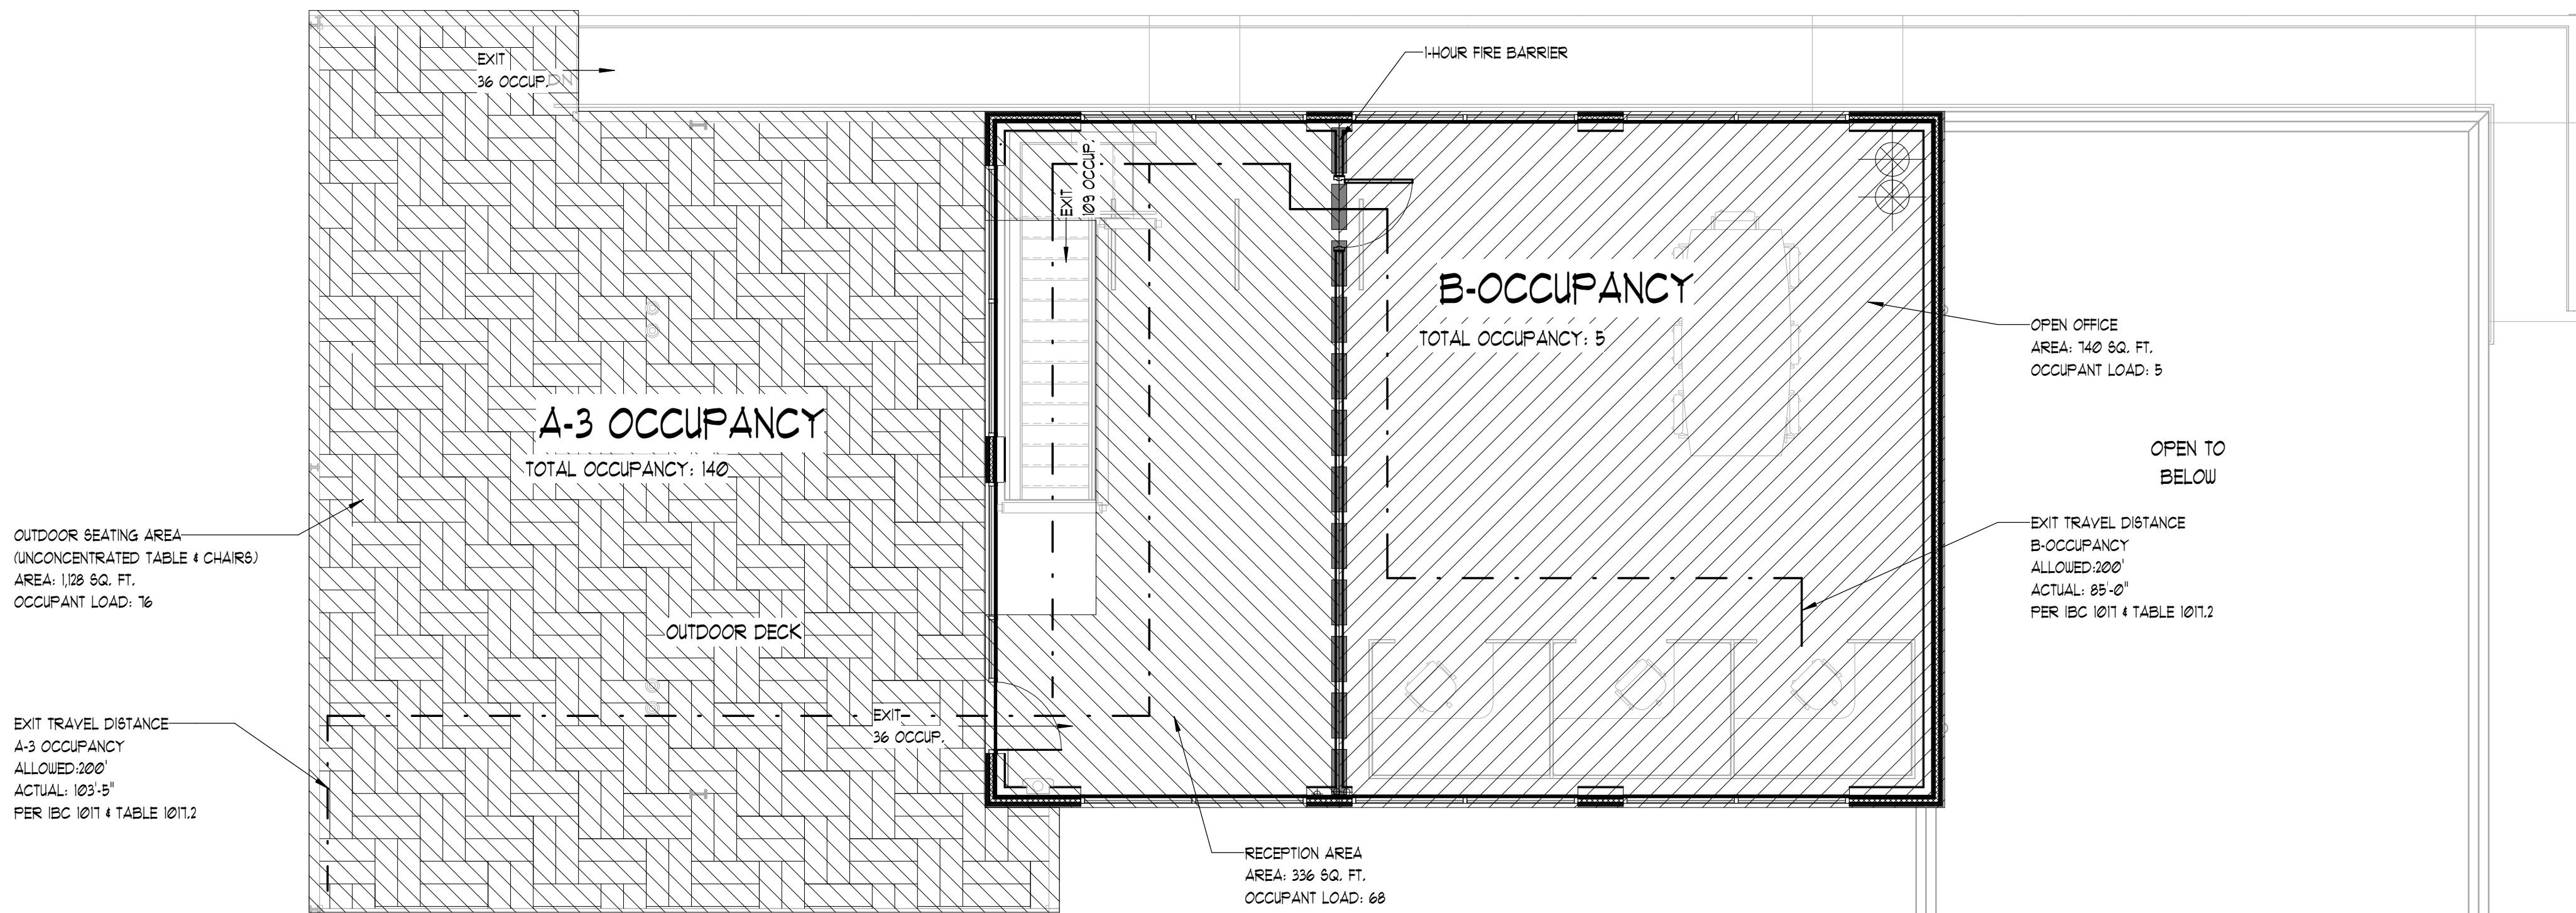 EXIT
36 OCCUP.
DN
1-HOUR FIRE BARRIER
EXIT
109 OCCUP.
B-OCCUPANCY
TOTAL OCCUPANCY: 5
OPEN OFFICE
AREA: 740 SQ. FT.
OCCUPANT LOAD: 5
A-3 OCCUPANCY
TOTAL OCCUPANCY: 140
OPEN TO
BELOW
OUTDOOR SEATING AREA
(UNCONCENTRATED TABLE & CHAIRS)
AREA: 1,128 SQ. FT.
OCCUPANT LOAD: 76
EXIT TRAVEL DISTANCE
B-OCCUPANCY
ALLOWED:200'
ACTUAL: 85'-0"
PER IBC 1017 & TABLE 1017.2
OUTDOOR DECK
EXIT TRAVEL DISTANCE
A-3 OCCUPANCY
ALLOWED:200'
ACTUAL: 103'-5"
PER IBC 1017 & TABLE 1017.2
EXIT
36 OCCUP.
RECEPTION AREA
AREA: 336 SQ. FT.
OCCUPANT LOAD: 68